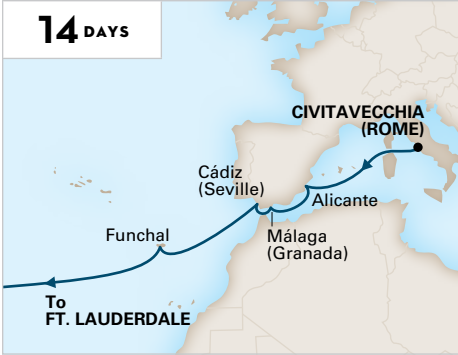 14 DAYS
CIVITAVECCHIA
(ROME)
Cádiz
(Seville)
Alicante
Málaga
(Granada)
Funchal
To
FT. LAUDERDALE